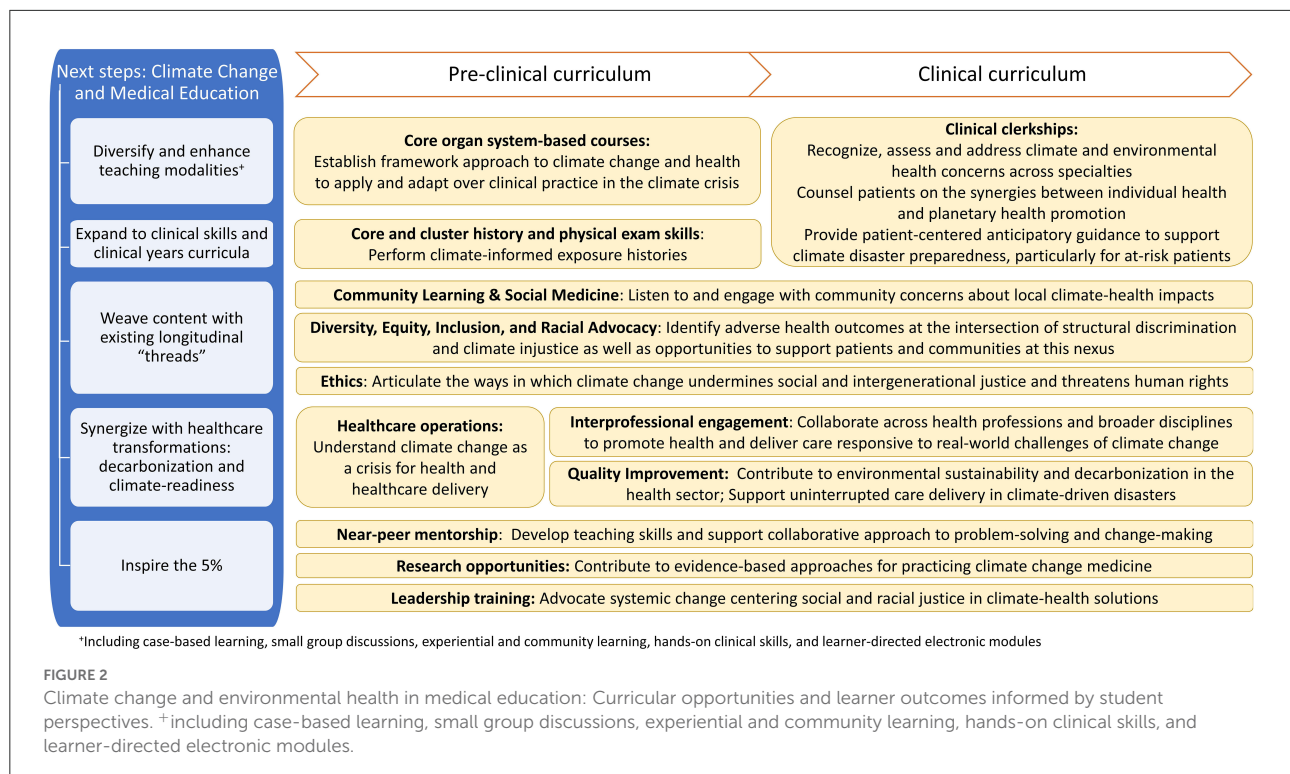 Next steps: Climate Change
and Medical Education
Pre-clinical curriculum
Clinical curriculum
Diversify and enhance
teaching modalities⁺
Core organ system-based courses:
Establish framework approach to climate change and health
to apply and adapt over clinical practice in the climate crisis
Clinical clerkships:
Recognize, assess and address climate and environmental
health concerns across specialties
Counsel patients on the synergies between individual health
and planetary health promotion
Provide patient-centered anticipatory guidance to support
climate disaster preparedness, particularly for at-risk patients
Expand to clinical skills and
clinical years curricula
Core and cluster history and physical exam skills:
Perform climate-informed exposure histories
Weave content with
existing longitudinal
“threads”
Community Learning & Social Medicine: Listen to and engage with community concerns about local climate-health impacts
Diversity, Equity, Inclusion, and Racial Advocacy: Identify adverse health outcomes at the intersection of structural discrimination
and climate injustice as well as opportunities to support patients and communities at this nexus
Ethics: Articulate the ways in which climate change undermines social and intergenerational justice and threatens human rights
Synergize with healthcare
transformations:
decarbonization and
climate-readiness
Healthcare operations:
Understand climate change as
a crisis for health and
healthcare delivery
Interprofessional engagement: Collaborate across health professions and broader disciplines
to promote health and deliver care responsive to real-world challenges of climate change
Quality Improvement: Contribute to environmental sustainability and decarbonization in the
health sector; Support uninterrupted care delivery in climate-driven disasters
Inspire the 5%
Near-peer mentorship: Develop teaching skills and support collaborative approach to problem-solving and change-making
Research opportunities: Contribute to evidence-based approaches for practicing climate change medicine
Leadership training: Advocate systemic change centering social and racial justice in climate-health solutions
⁺Including case-based learning, small group discussions, experiential and community learning, hands-on clinical skills, and learner-directed electronic modules
FIGURE 2
Climate change and environmental health in medical education: Curricular opportunities and learner outcomes informed by student
perspectives. ⁺including case-based learning, small group discussions, experiential and community learning, hands-on clinical skills, and
learner-directed electronic modules.